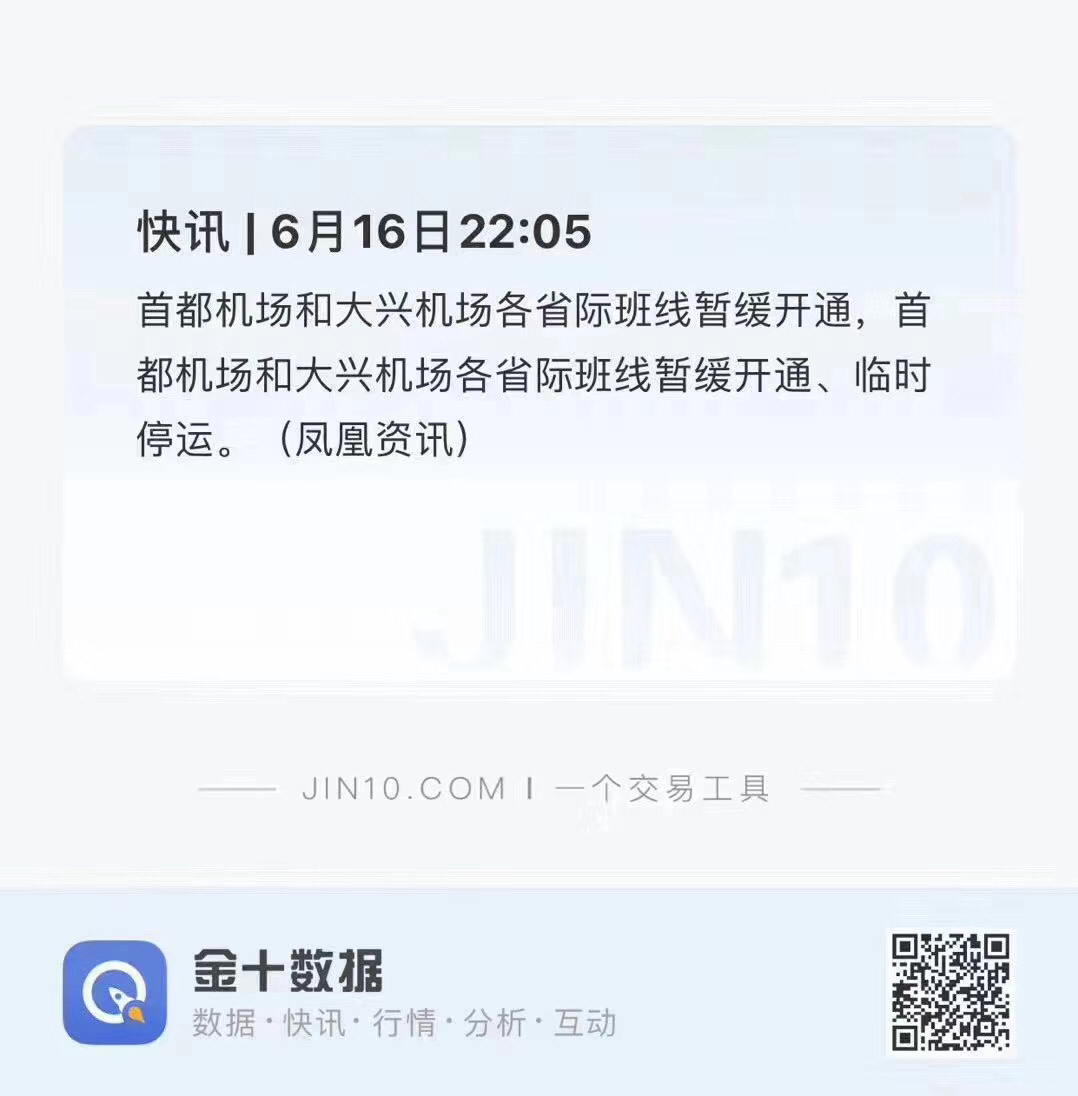 快讯 | 6月16日22:05
首都机场和大兴机场各省际班线暂缓开通，首
都机场和大兴机场各省际班线暂缓开通、临时
停运。（凤凰资讯）
JIN10
JIN10.COM | 一个交易工具
金十数据
数据·快讯·行情·分析·互动